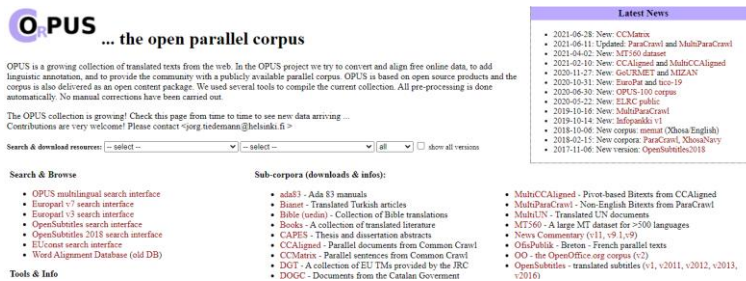 OPUS
... the open parallel corpus
OPUS is a growing collection of translated texts from the web. In the OPUS project we try to convert and align free online data, to add
linguistic annotation, and to provide the community with a publicly available parallel corpus. OPUS is based on open source products and the
corpus is also delivered as an open content package. We used several tools to compile the current collection. All pre-processing is done
automatically. No manual corrections have been carried out.
The OPUS collection is growing! Check this page from time to time to see new data arriving ...
Contributions are very welcome! Please contact <jorg.tiedemann@helsinki.fi >
Search & download resources: -- select -- -- select -- all show all versions
Latest News
2021-06-28: New: CCMatrix
2021-06-11: Updated: ParaCrawl and MultiParaCrawl
2021-04-02: New: MT560 dataset
2021-02-10: New: CCAligned and MultiCCAligned
2020-11-27: New: GoURMET and MIZAN
2020-10-31: New: EuroPat and tico-19
2020-06-30: New: OPUS-100 corpus
2020-05-22: New: ELRC public
2019-10-16: New: MultiParaCrawl
2019-10-14: New: Infopankki v1
2018-10-06: New corpus: memat (Xhosa/English)
2018-02-15: New corpora: ParaCrawl, XhosaNavy
2017-11-06: New version: OpenSubtitles2018
Search & Browse
OPUS multilingual search interface
Europarl v7 search interface
Europarl v3 search interface
OpenSubtitles search interface
OpenSubtitles 2018 search interface
EUconst search interface
Word Alignment Database (old DB)
Tools & Info
Sub-corpora (downloads & infos):
ada83 - Ada 83 manuals
Bianet - Translated Turkish articles
Bible (uedin) - Collection of Bible translations
Books - A collection of translated literature
CAPES - Thesis and dissertation abstracts
CCAligned - Parallel documents from Common Crawl
CCMatrix - Parallel sentences from Common Crawl
DGT - A collection of EU TMs provided by the JRC
DOGC - Documents from the Catalan Goverment
MultiCCAligned - Pivot-based Bitexts from CCAligned
MultiParaCrawl - Non-English Bitexts from ParaCrawl
MultiUN - Translated UN documents
MT560 - A large MT dataset for >500 languages
News Commentary (v11, v9.1,v9)
OfisPublik - Breton - French parallel texts
OO - the OpenOffice.org corpus (v2)
OpenSubtitles - translated subtitles (v1, v2011, v2012, v2013,
v2016)